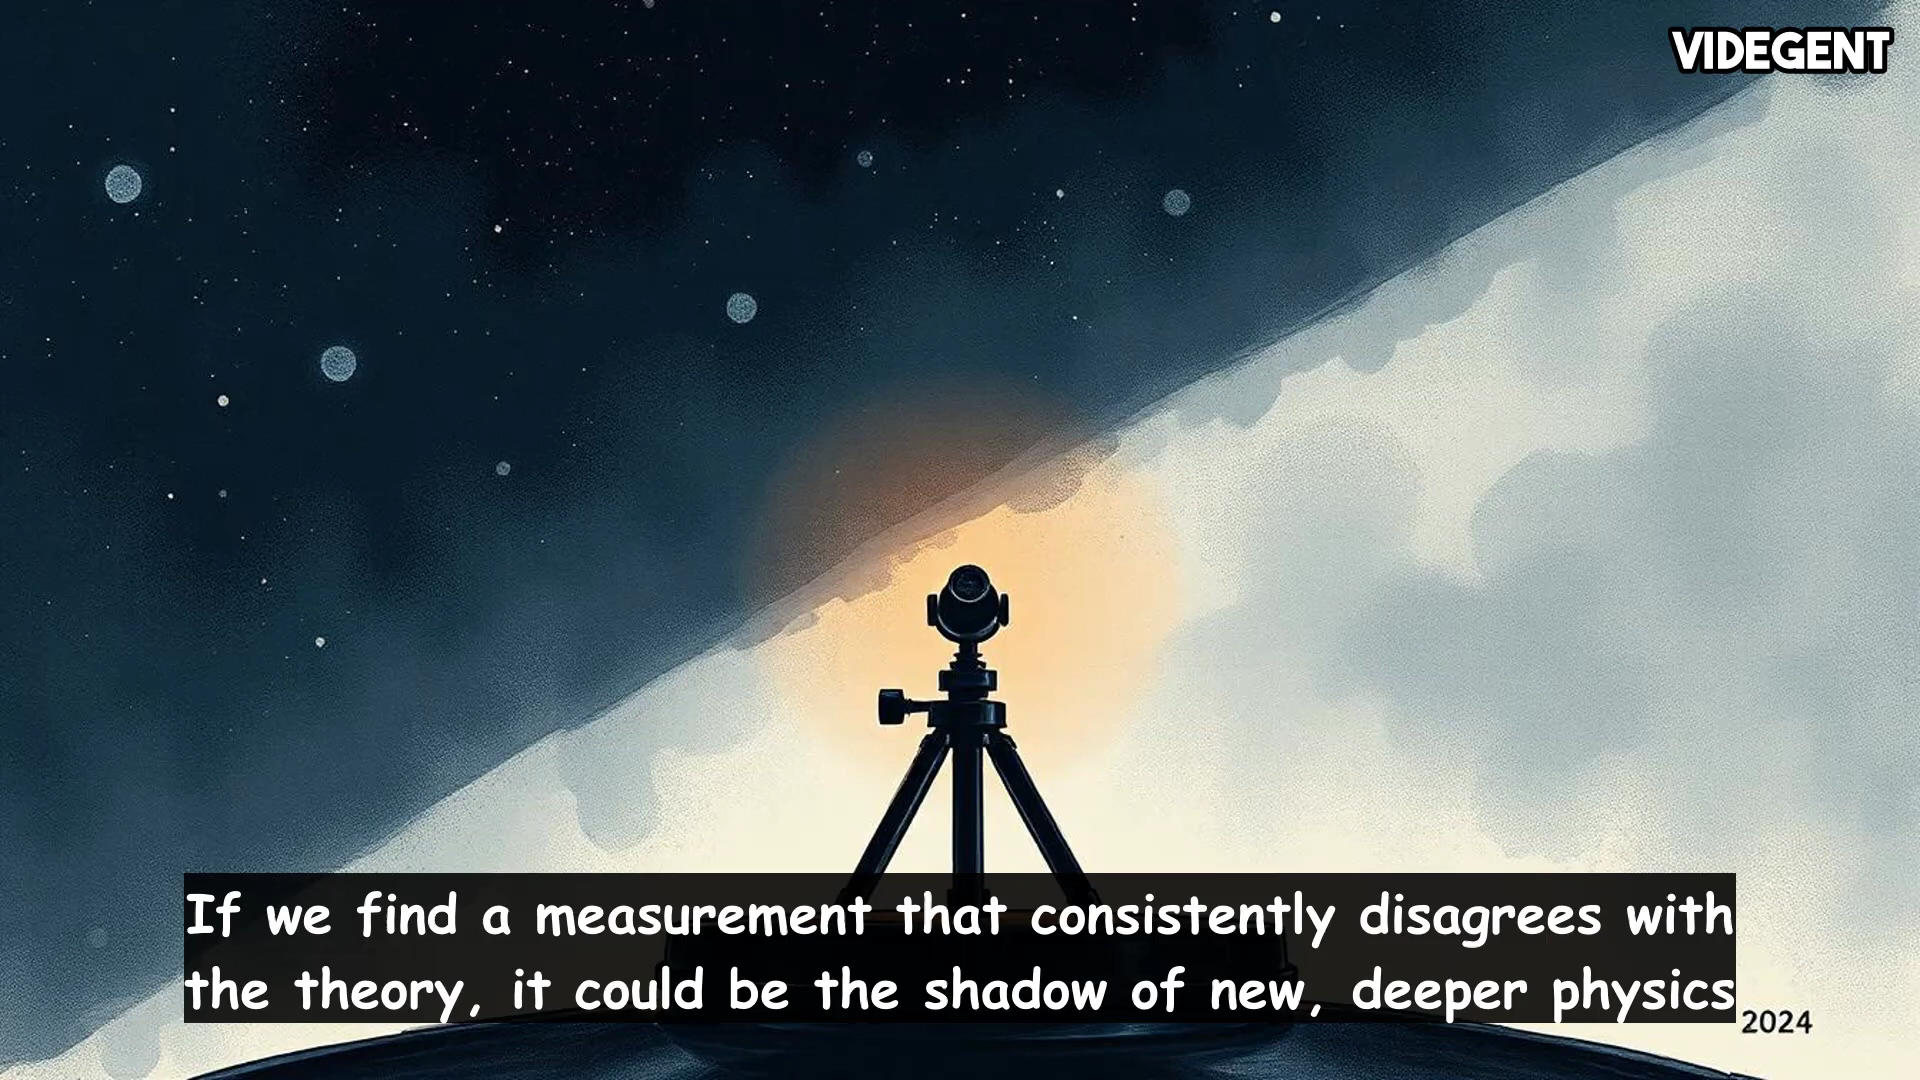 VIDEGENT
If we find a measurement that consistently disagrees with
the theory, it could be the shadow of new, deeper physics
2024